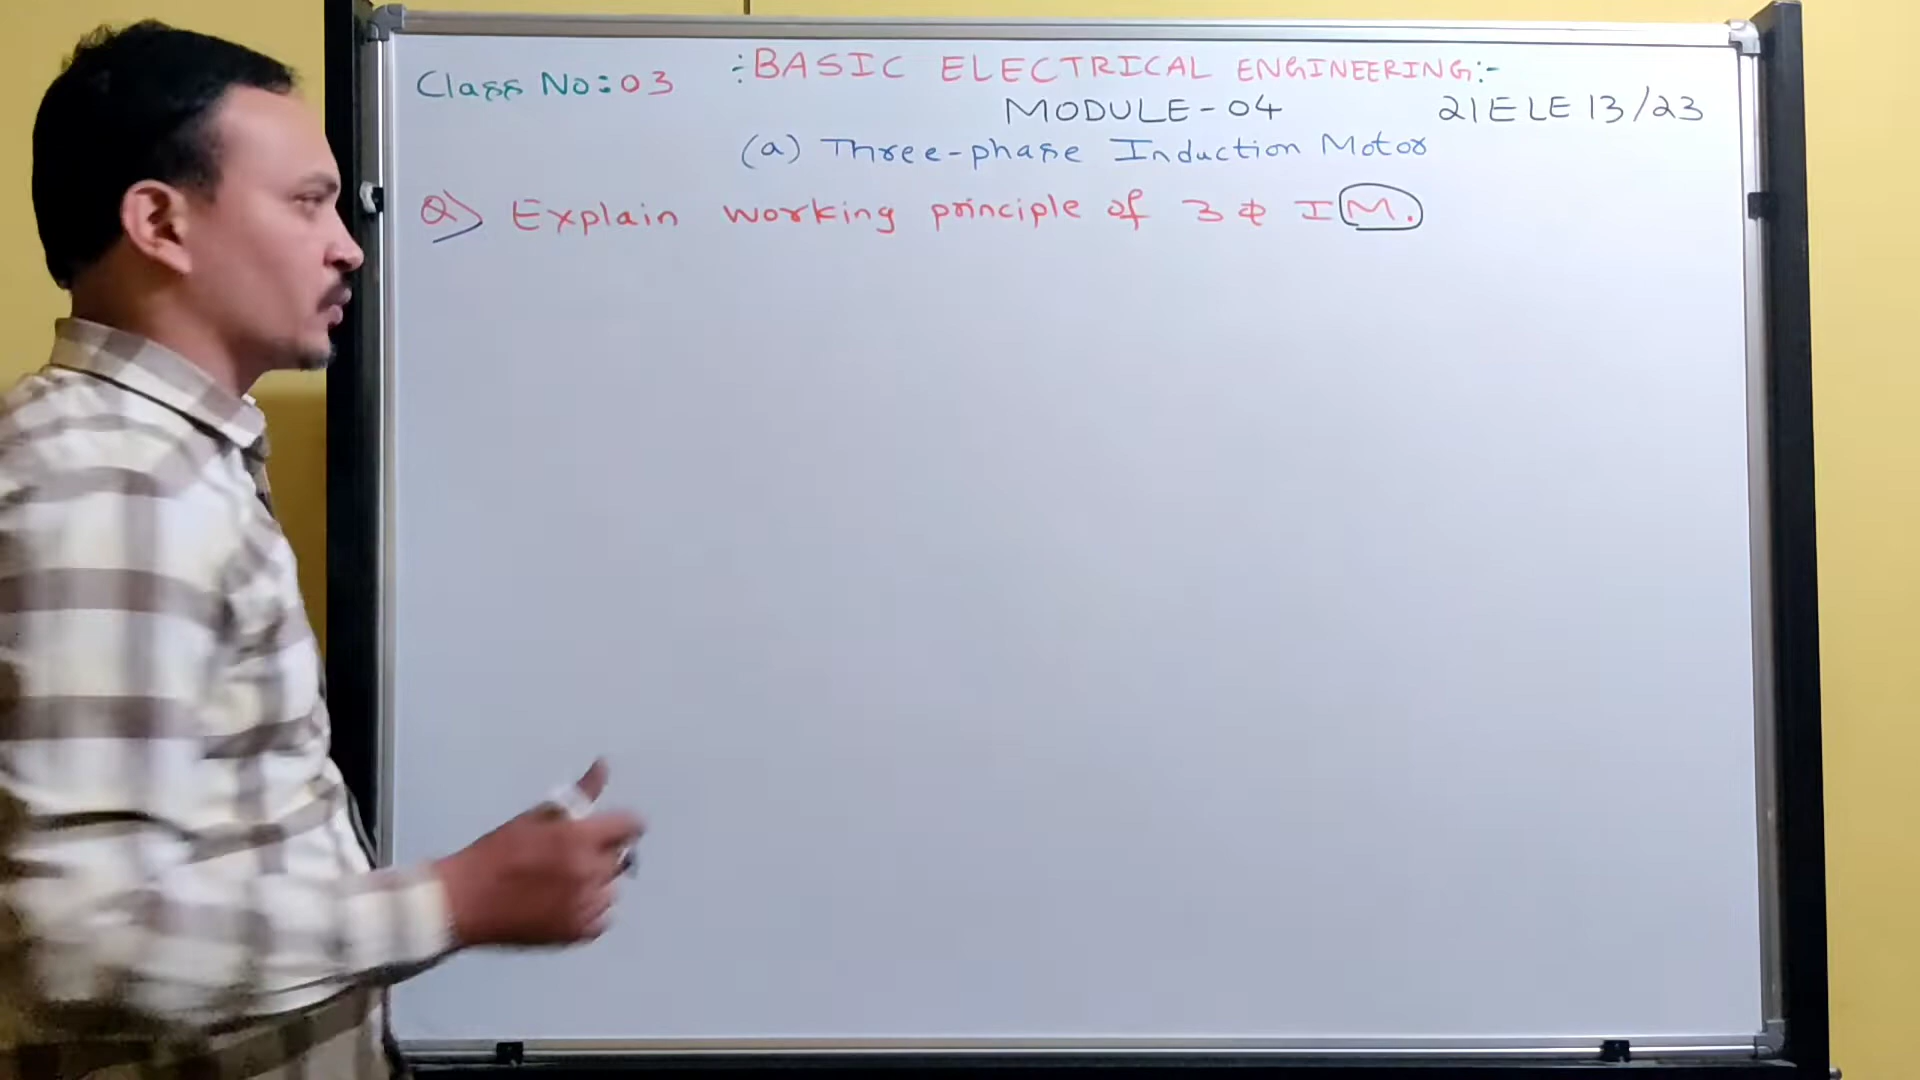 Class No:03 :BASIC ELECTRICAL ENGINEERING:-
MODULE-04 21ELE13/23
(a) Three-phase Induction Motor
Q) Explain working principle of 3 Φ IM.